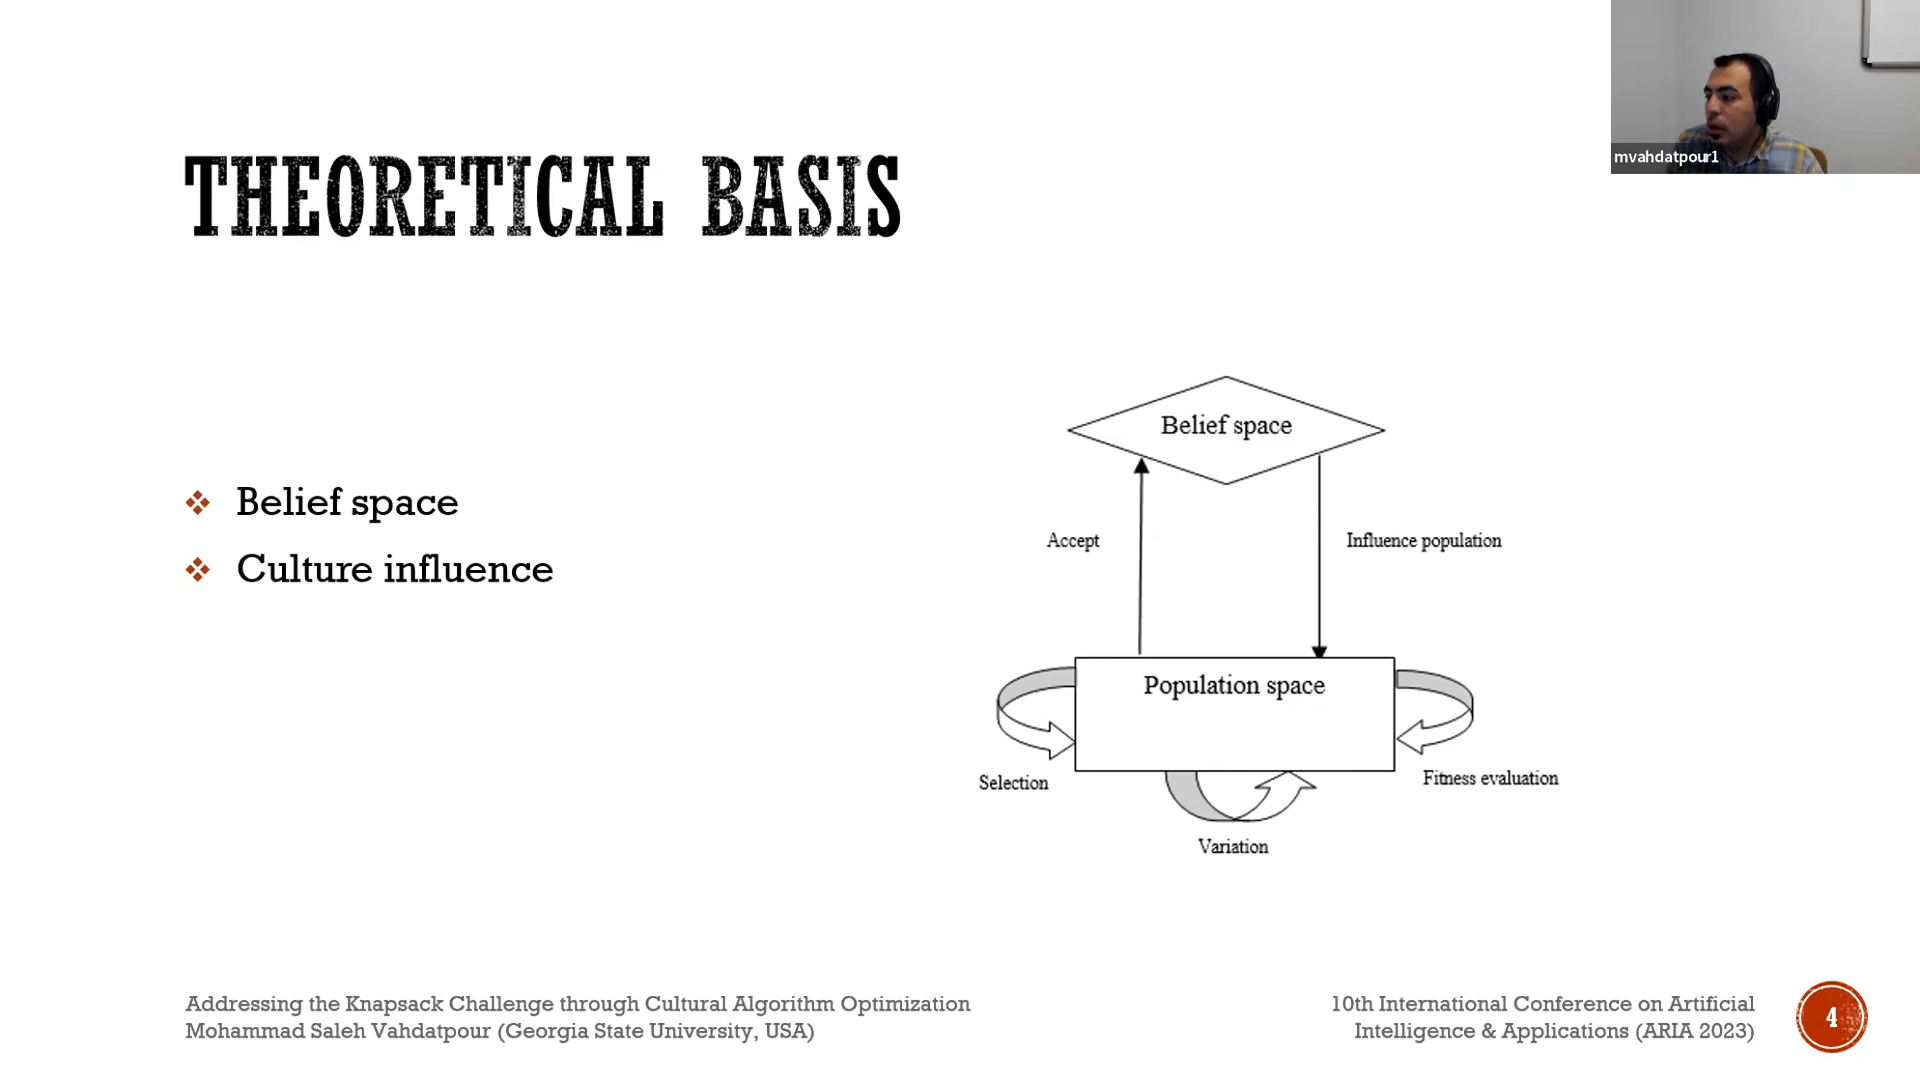 mvahdatpour1
THEORETICAL BASIS
Belief space
Culture influence
Belief space
Accept
Influence population
Population space
Selection
Fitness evaluation
Variation
Addressing the Knapsack Challenge through Cultural Algorithm Optimization
Mohammad Saleh Vahdatpour (Georgia State University, USA)
10th International Conference on Artificial
Intelligence & Applications (ARIA 2023)
4